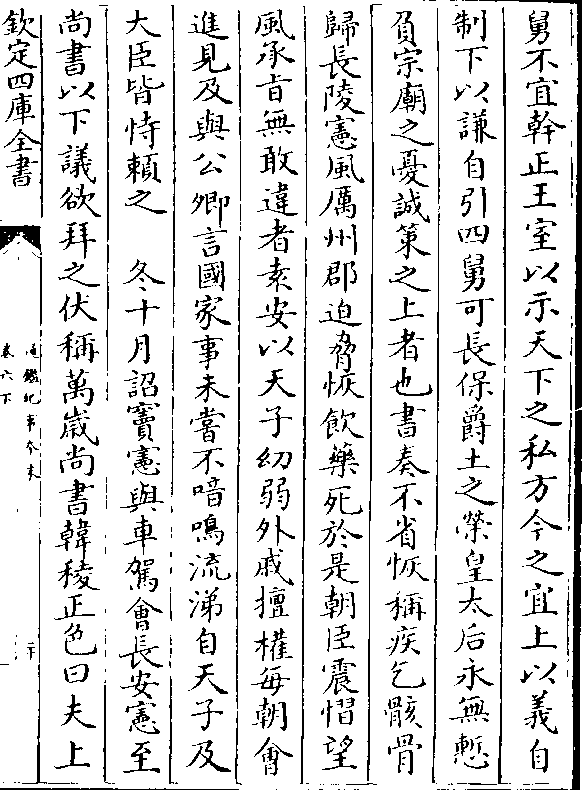 舅不宜幹正王室以示天下之私方今之宜上以義自
制下以謙自引四舅可長保爵土之榮皇太后永無慙
負宗廟之憂誠策之上者也書奏不省恢稱疾乞骸骨
歸長陵憲風厲州郡迫脅恢飲藥死於是朝臣震慴望
風承旨無敢違者袁安以天子幼弱外戚擅權每朝會
進見及與公卿言國家事未嘗不喑嗚流涕自天子及
大臣皆恃賴之　冬十月詔竇憲與車駕會長安憲至
尚書以下議欲拜之伏稱萬歲尚書韓稜正色曰夫上
欽定四庫全書
通鑑紀事本末
卷六下
二十